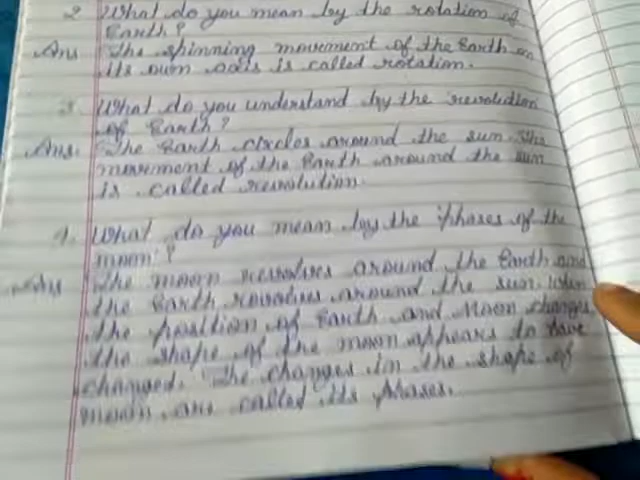 2. What do you mean by the rotation of
Earth?
Ans The spinning movement of the Earth on
its own axis is called rotation.
3. What do you understand by the revolution
of Earth?
Ans. The Earth circles around the sun. The
movement of the Earth around the sun
is called revolution.
4. What do you mean by the 'phases of the
moon'?
Ans The moon revolves around the Earth and
the Earth revolves around the sun. When
the position of Earth and Moon changes
the shape of the moon appears to have
changed. The changes in the shape of
moon are called its phases.